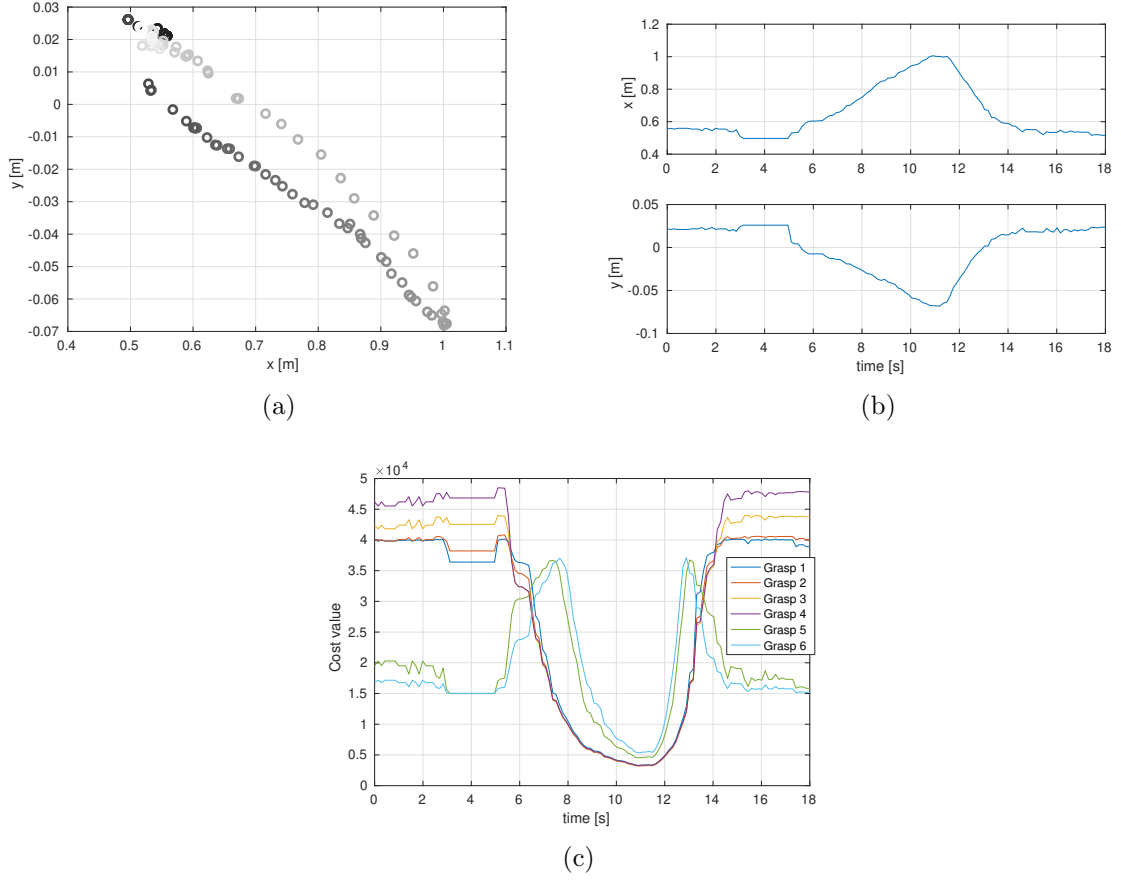 0.03
0.02
0.01
0
-0.01
-0.02
-0.03
-0.04
-0.05
-0.06
-0.07
y [m]
0.4 0.5 0.6 0.7 0.8 0.9 1 1.1
x [m]
(a)
1.2
1
0.8
0.6
0.4
x [m]
0 2 4 6 8 10 12 14 16 18
0.05
0
-0.05
-0.1
y [m]
0 2 4 6 8 10 12 14 16 18
time [s]
(b)
×10^4
5
4.5
4
3.5
3
2.5
2
1.5
1
0.5
0
Cost value
Grasp 1
Grasp 2
Grasp 3
Grasp 4
Grasp 5
Grasp 6
0 2 4 6 8 10 12 14 16 18
time [s]
(c)